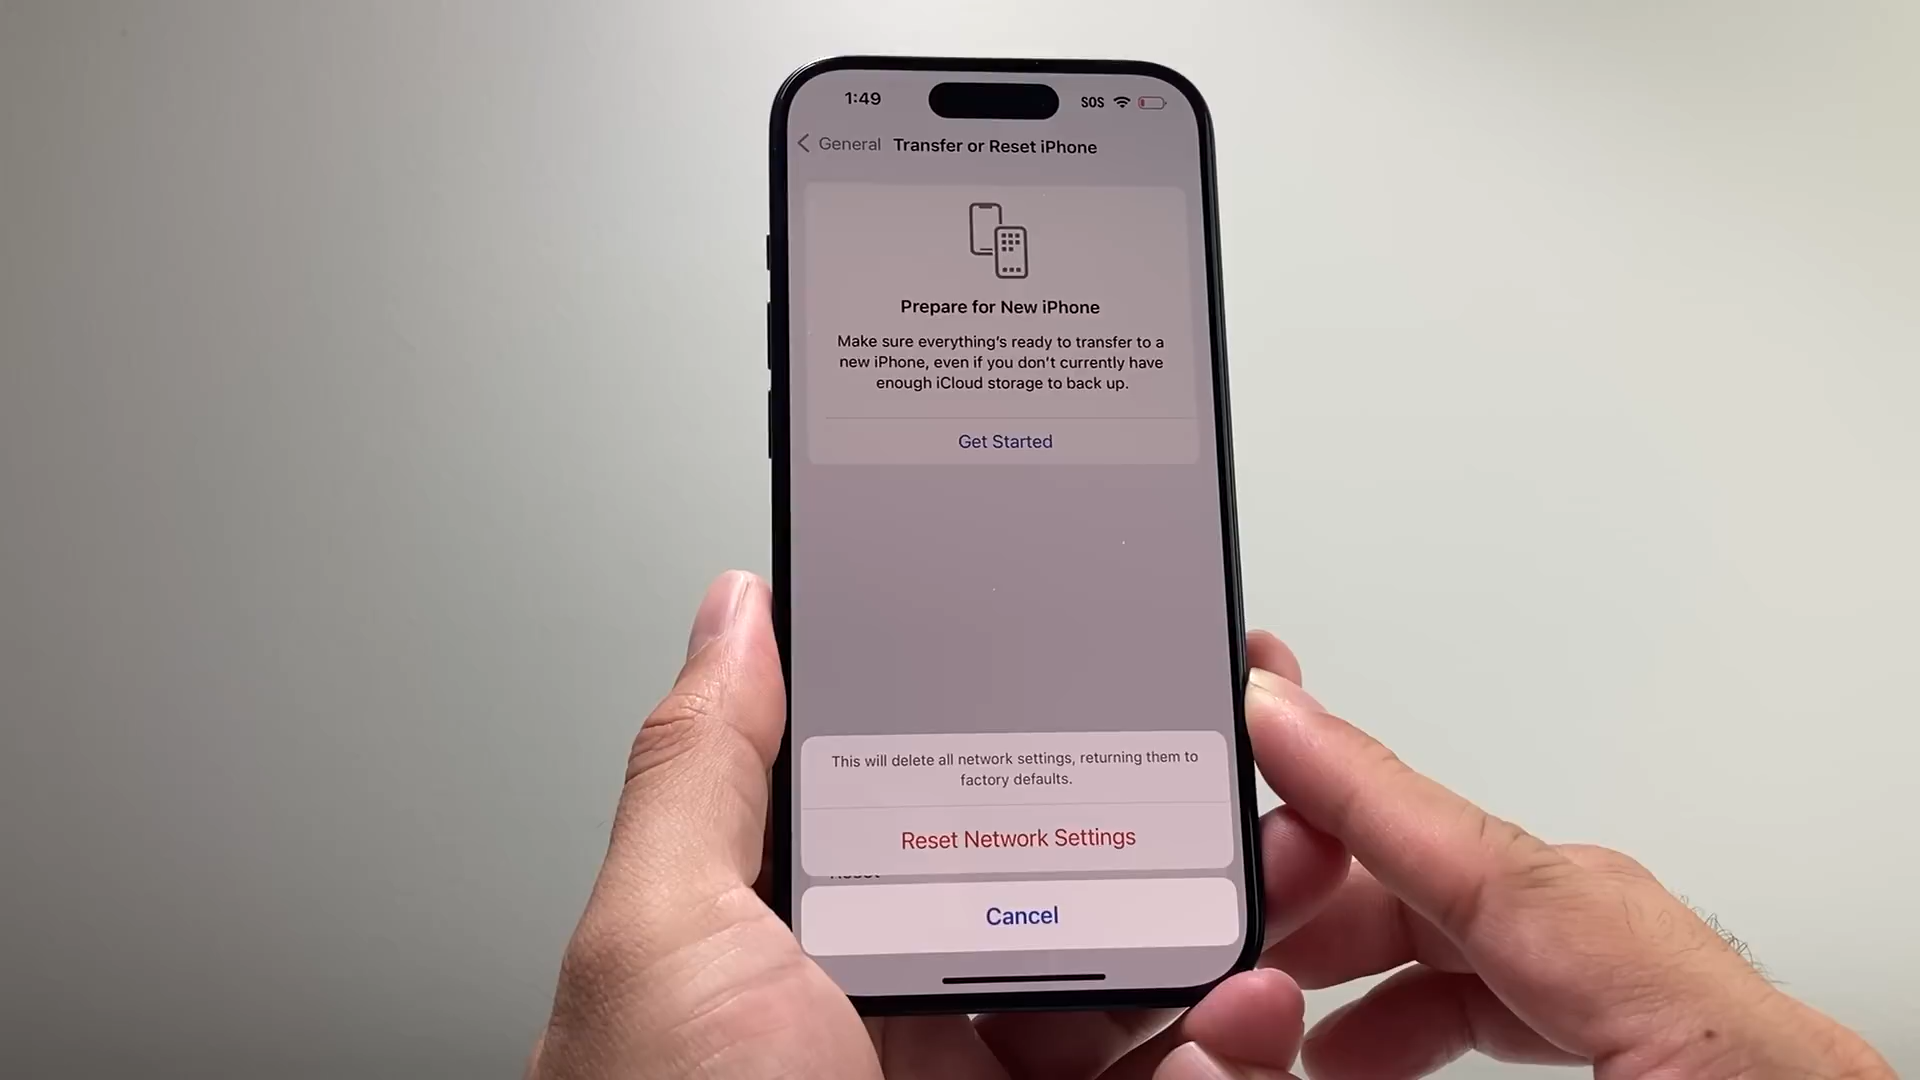 1:49
SOS
General
Transfer or Reset iPhone
Prepare for New iPhone
Make sure everything's ready to transfer to a
new iPhone, even if you don't currently have
enough iCloud storage to back up.
Get Started
This will delete all network settings, returning them to
factory defaults.
Reset Network Settings
Cancel